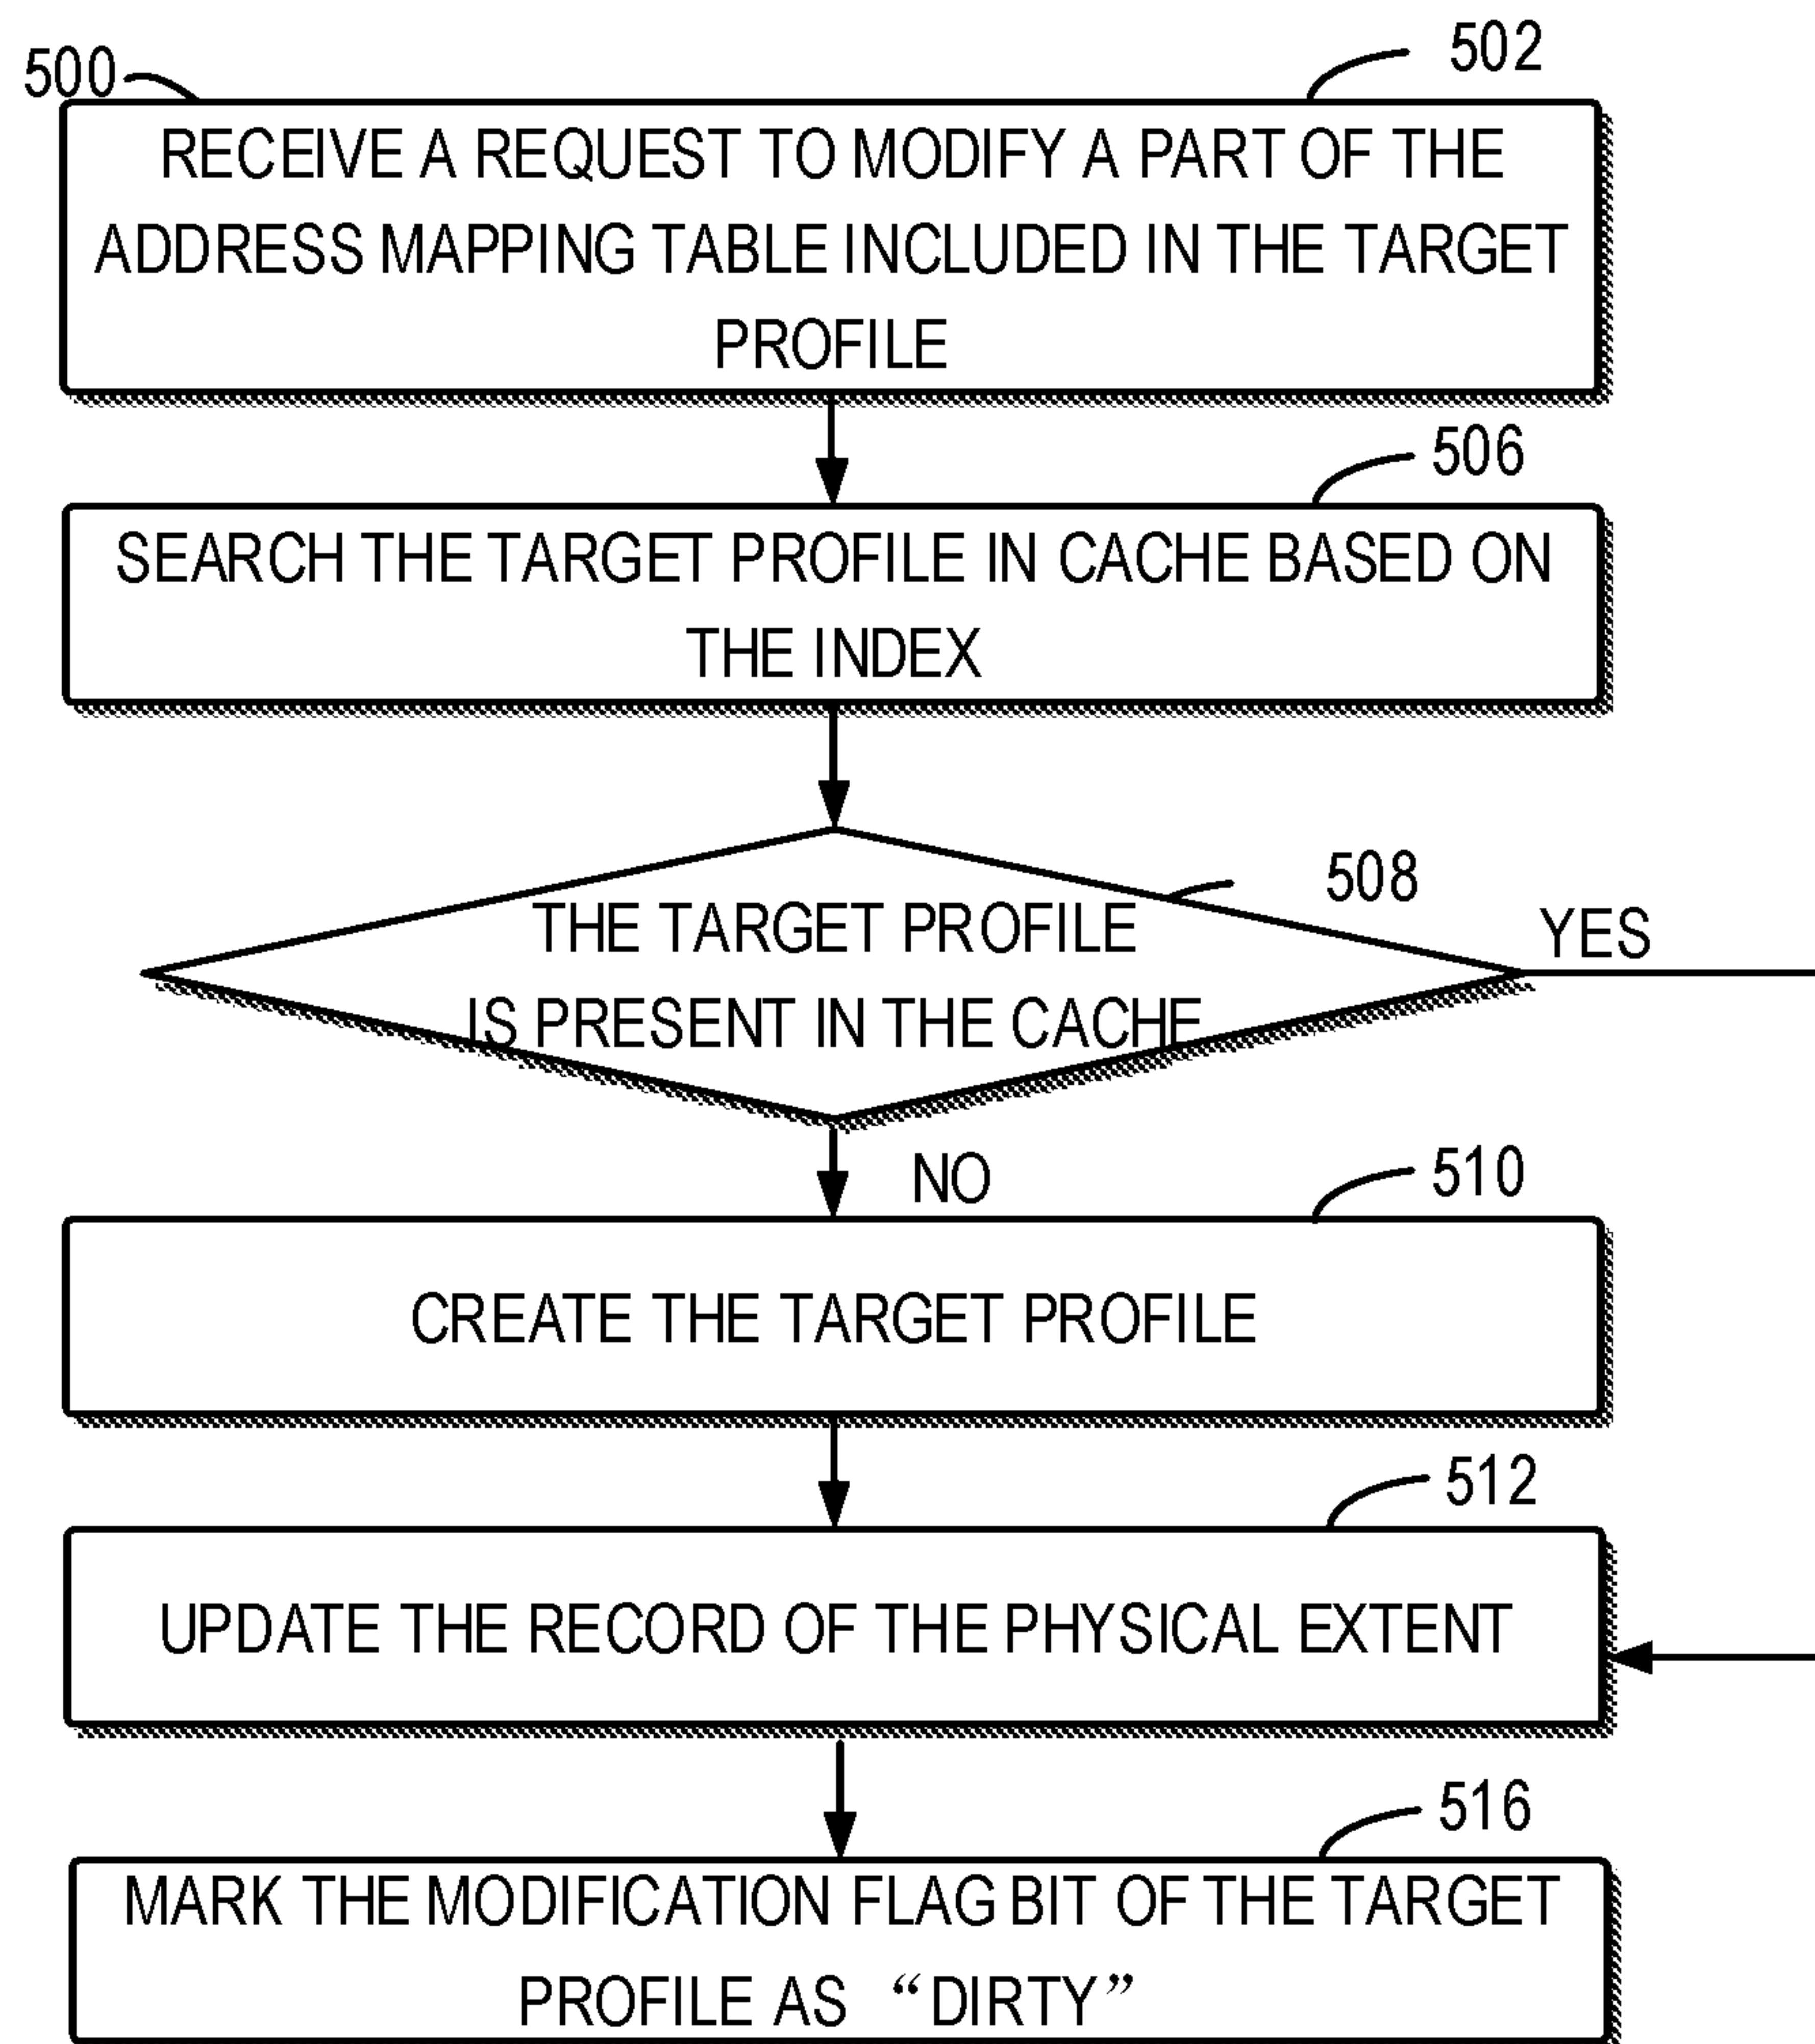 500
502
RECEIVE A REQUEST TO MODIFY A PART OF THE
ADDRESS MAPPING TABLE INCLUDED IN THE TARGET
PROFILE
506
SEARCH THE TARGET PROFILE IN CACHE BASED ON
THE INDEX
508
THE TARGET PROFILE
IS PRESENT IN THE CACHE
YES
NO
510
CREATE THE TARGET PROFILE
512
UPDATE THE RECORD OF THE PHYSICAL EXTENT
516
MARK THE MODIFICATION FLAG BIT OF THE TARGET
PROFILE AS “DIRTY”